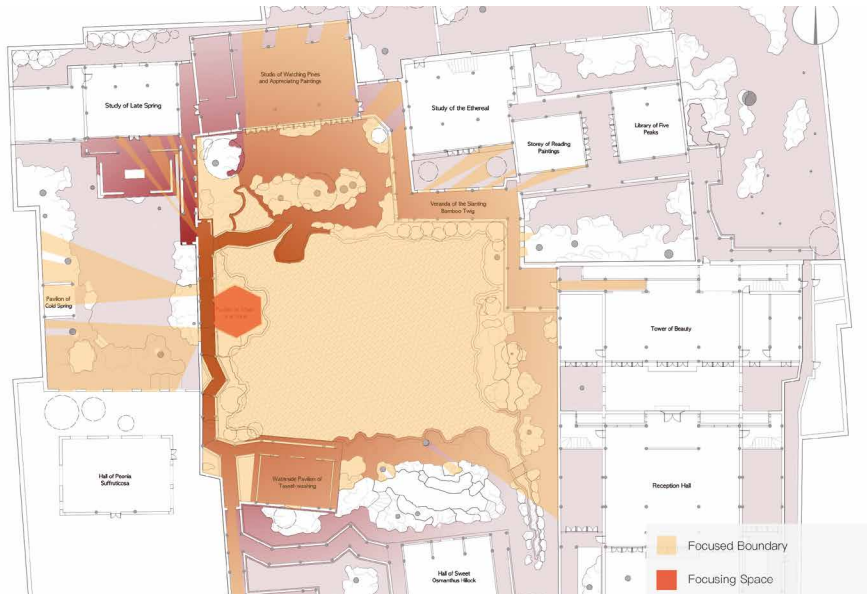 Studio of Watching Pines
and Appreciating Paintings
Study of Late Spring
Study of the Ethereal
Storey of Reading
Paintings
Library of Five
Peaks
Veranda of the Slanting
Bamboo Twig
Pavilion of
Cold Spring
Tower of Beauty
Hall of Peonia
Suffruticosa
Waterside Pavilion of
Tassel-washing
Reception Hall
Hall of Sweet
Osmanthus Hillock
Focused Boundary
Focusing Space